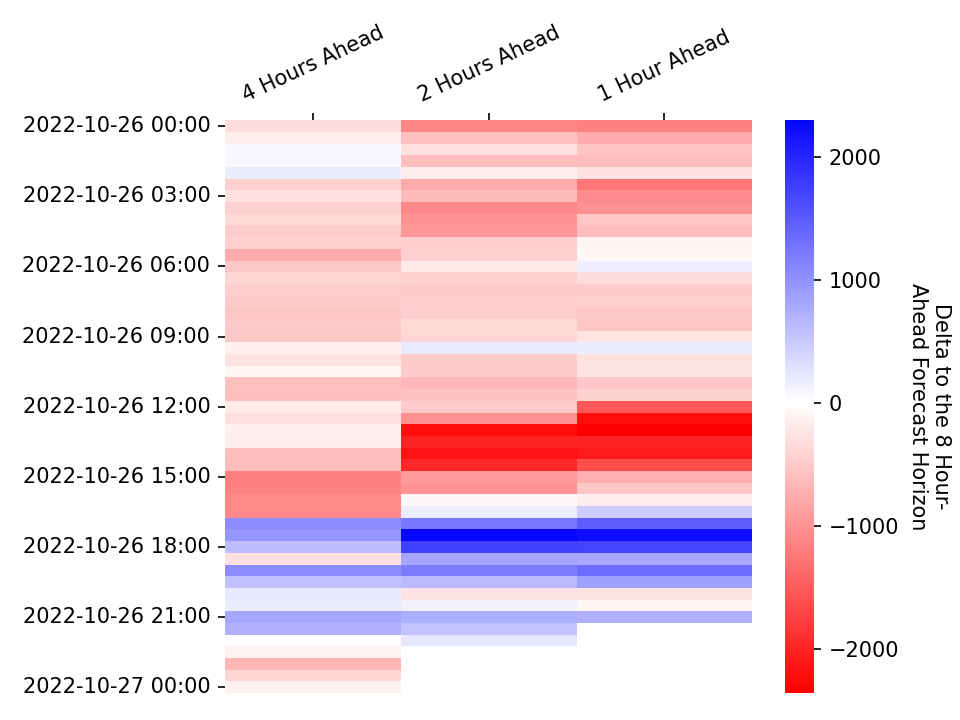 4 Hours Ahead
2 Hours Ahead
1 Hour Ahead
2022-10-26 00:00
2022-10-26 03:00
2022-10-26 06:00
2022-10-26 09:00
2022-10-26 12:00
2022-10-26 15:00
2022-10-26 18:00
2022-10-26 21:00
2022-10-27 00:00
2000
1000
0
−1000
−2000
Delta to the 8 Hour-
Ahead Forecast Horizon